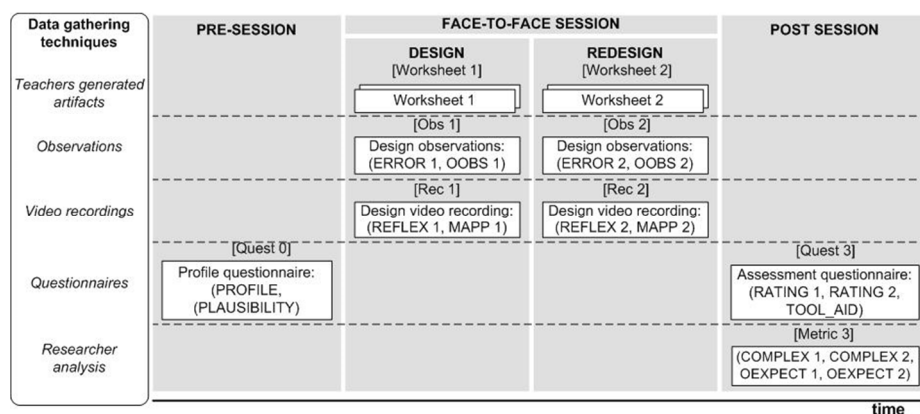 Data gathering
techniques
PRE-SESSION
FACE-TO-FACE SESSION
POST SESSION
DESIGN
REDESIGN
Teachers generated
artifacts
[Worksheet 1]
Worksheet 1
[Worksheet 2]
Worksheet 2
Observations
[Obs 1]
Design observations:
(ERROR 1, OOBS 1)
[Obs 2]
Design observations:
(ERROR 2, OOBS 2)
Video recordings
[Rec 1]
Design video recording:
(REFLEX 1, MAPP 1)
[Rec 2]
Design video recording:
(REFLEX 2, MAPP 2)
Questionnaires
[Quest 0]
Profile questionnaire:
(PROFILE,
(PLAUSIBILITY)
[Quest 3]
Assessment questionnaire:
(RATING 1, RATING 2,
TOOL_AID)
Researcher
analysis
[Metric 3]
(COMPLEX 1, COMPLEX 2,
OEXPECT 1, OEXPECT 2)
time